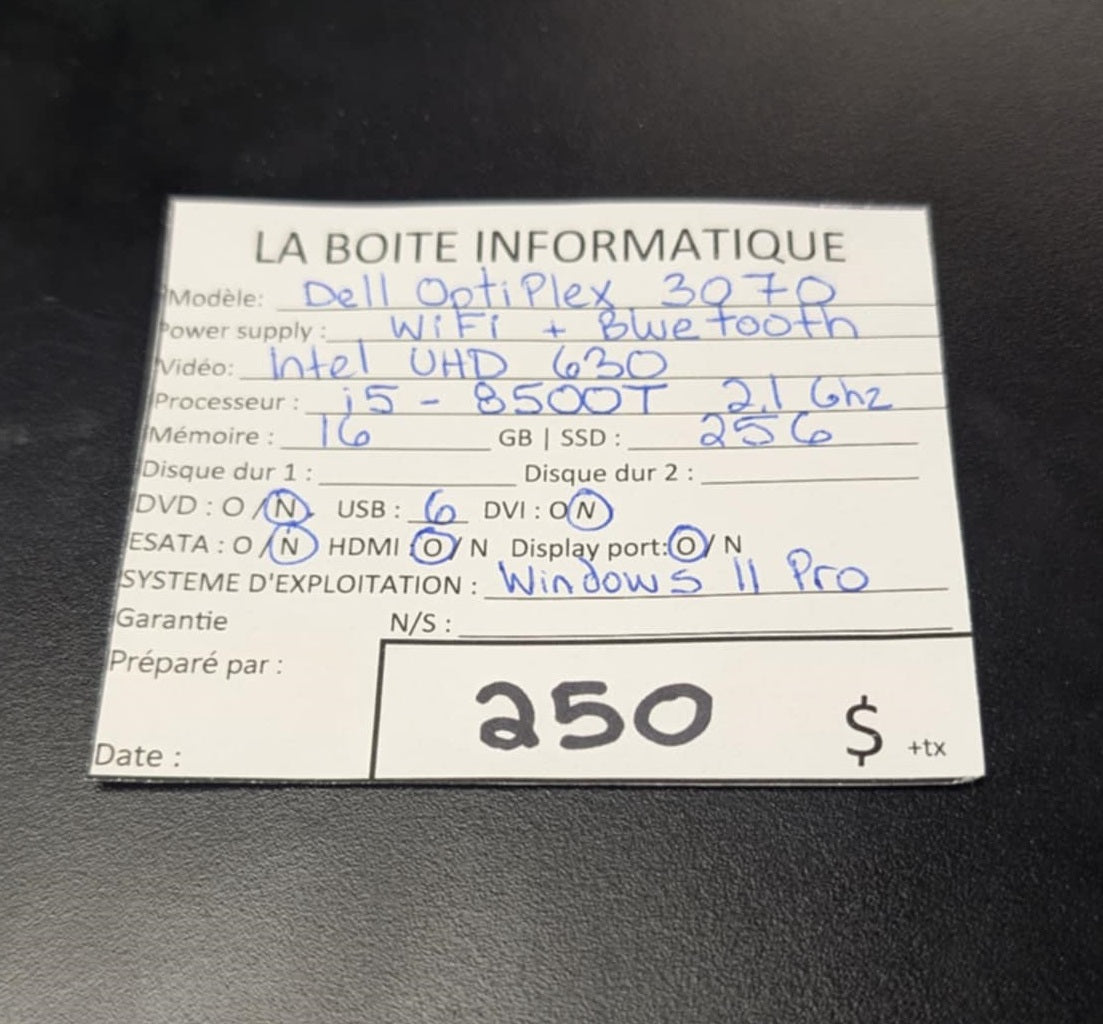 LA BOITE INFORMATIQUE
Modèle: Dell OptiPlex 3070
Power supply : WiFi + Bluetooth
Vidéo: Intel UHD 630
Processeur : i5 - 8500T 2.1 Ghz
Mémoire : 16 GB | SSD : 256
Disque dur 1 : Disque dur 2 :
DVD : O / N USB : 6 DVI : O N
ESATA : O / N HDMI : O / N Display port: O / N
SYSTEME D'EXPLOITATION : Windows 11 Pro
Garantie N/S :
Préparé par :
250 $ +tx
Date :